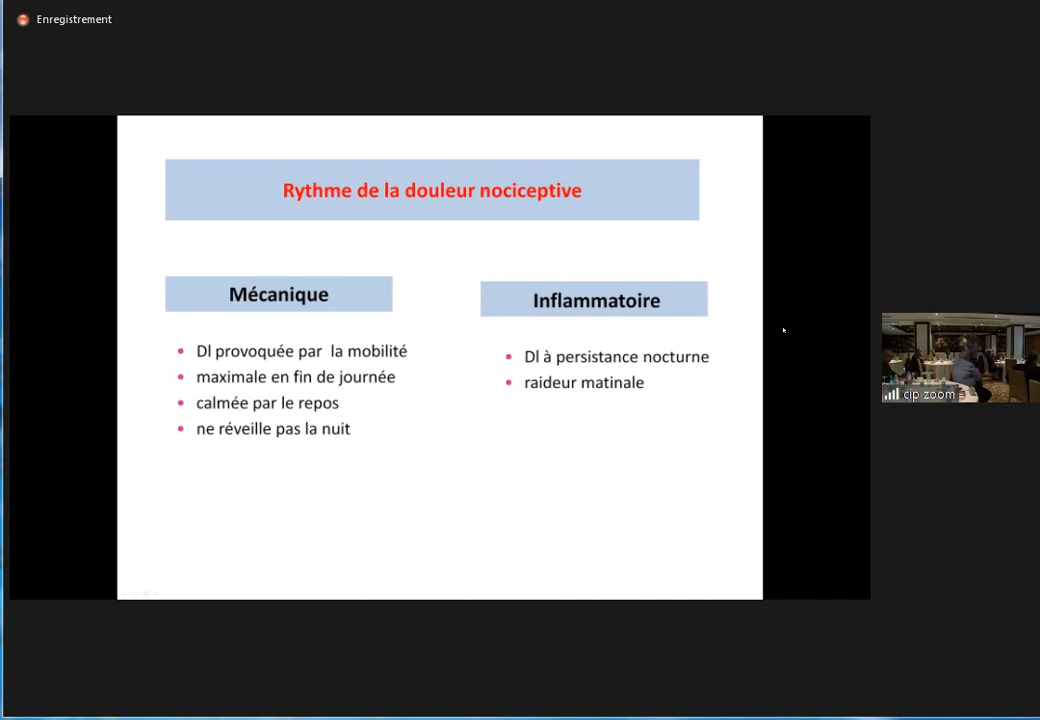 Enregistrement
Rythme de la douleur nociceptive
Mécanique
Dl provoquée par la mobilité
maximale en fin de journée
calmée par le repos
ne réveille pas la nuit
Inflammatoire
Dl à persistance nocturne
raideur matinale
cip zoom